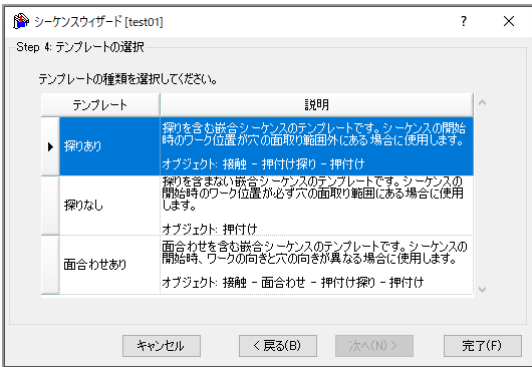 シーケンスウィザード [test01]
Step 4: テンプレートの選択
テンプレートの種類を選択してください。
テンプレート 説明
探りあり
探りを含む嵌合シーケンスのテンプレートです。シーケンスの開始
時のワーク位置が穴の面取り範囲外にある場合に使用します。
オブジェクト: 接触 - 押付け探り - 押付け
探りなし
探りを含まない嵌合シーケンスのテンプレートです。シーケンスの
開始時のワーク位置が必ず穴の面取り範囲にある場合に使用
します。
オブジェクト: 押付け
面合わせあり
面合わせを含む嵌合シーケンスのテンプレートです。シーケンスの
開始時、ワークの向きと穴の向きが異なる場合に使用します。
オブジェクト: 接触 - 面合わせ - 押付け探り - 押付け
キャンセル < 戻る(B) 次へ(N) > 完了(F)